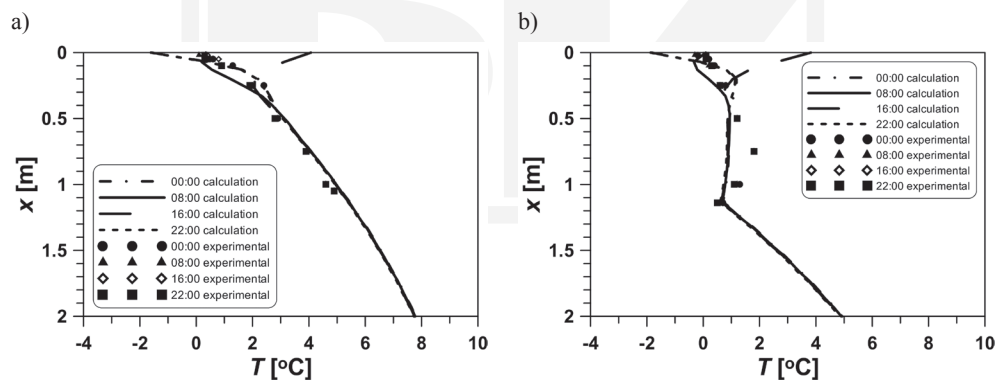 a)
0
0.5
1
1.5
2
x [m]
-4 -2 0 2 4 6 8 10
T [oC]
00:00 calculation
08:00 calculation
16:00 calculation
22:00 calculation
00:00 experimental
08:00 experimental
16:00 experimental
22:00 experimental
b)
0
0.5
1
1.5
2
x [m]
-4 -2 0 2 4 6 8 10
T [oC]
00:00 calculation
08:00 calculation
16:00 calculation
22:00 calculation
00:00 experimental
08:00 experimental
16:00 experimental
22:00 experimental